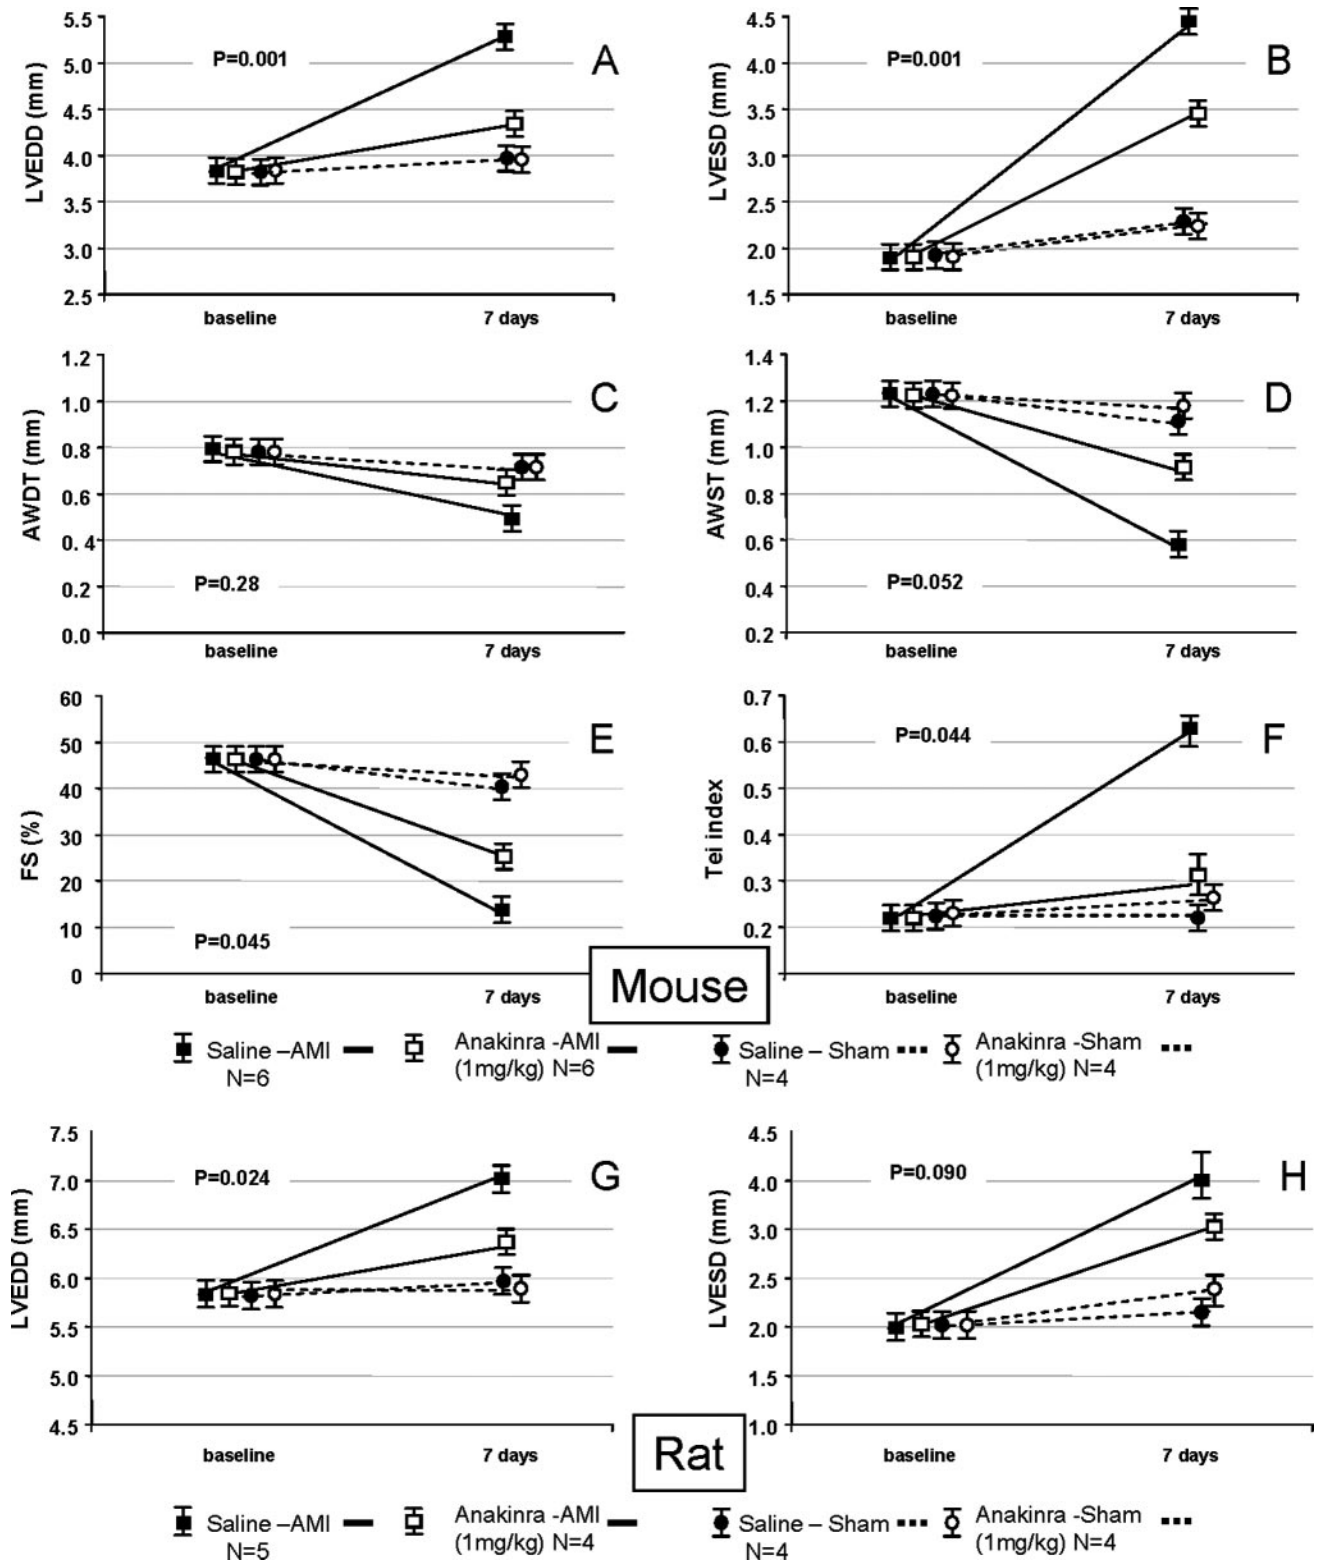 5.5
5.0
4.5
4.0
3.5
3.0
2.5
LVEDD (mm)
P=0.001
A
baseline
7 days
4.5
4.0
3.5
3.0
2.5
2.0
1.5
LVESD (mm)
P=0.001
B
baseline
7 days
1.2
1.0
0.8
0.6
0.4
0.2
0.0
AWDT (mm)
P=0.28
C
baseline
7 days
1.4
1.2
1.0
0.8
0.6
0.4
0.2
AWST (mm)
P=0.052
D
baseline
7 days
60
50
40
30
20
10
0
FS (%)
P=0.045
E
baseline
7 days
0.7
0.6
0.5
0.4
0.3
0.2
Tei index
P=0.044
F
baseline
7 days
Mouse
Saline –AMI
N=6
Anakinra -AMI
(1mg/kg) N=6
Saline – Sham
N=4
Anakinra -Sham
(1mg/kg) N=4
7.5
7.0
6.5
6.0
5.5
5.0
4.5
LVEDD (mm)
P=0.024
G
baseline
7 days
4.5
4.0
3.0
2.5
2.0
1.5
1.0
LVESD (mm)
P=0.090
H
baseline
7 days
Rat
Saline –AMI
N=5
Anakinra -AMI
(1mg/kg) N=4
Saline – Sham
N=4
Anakinra -Sham
(1mg/kg) N=4